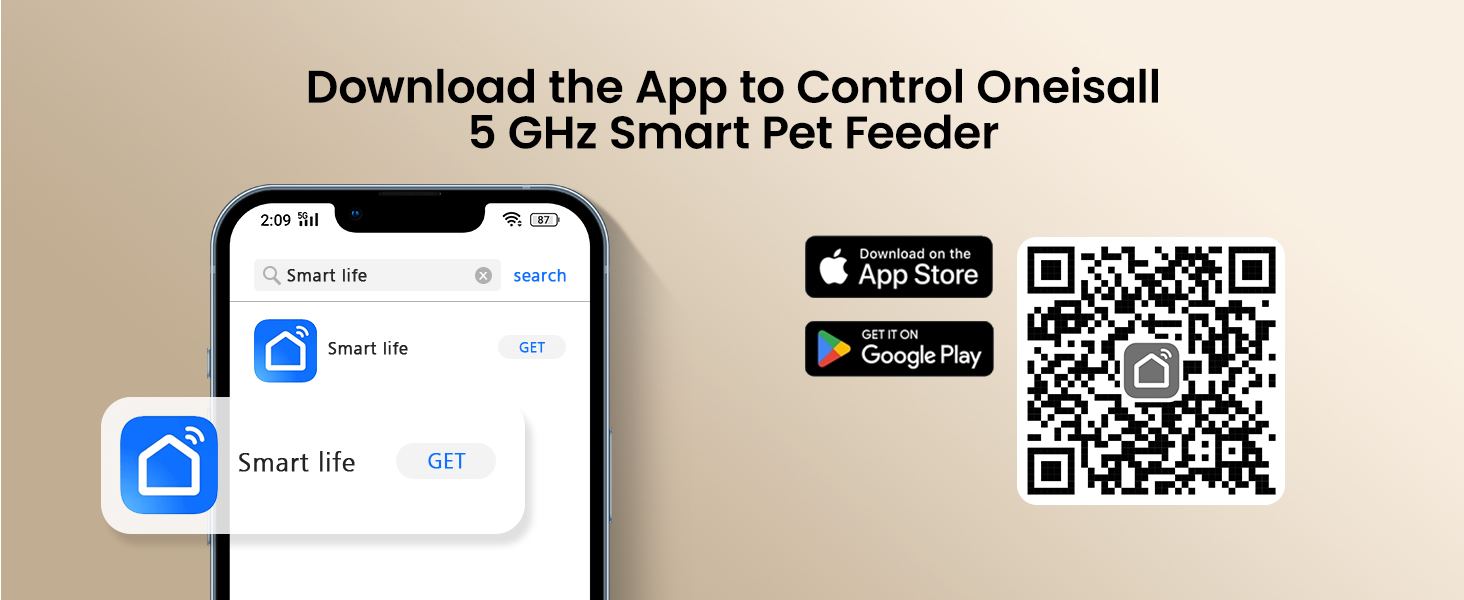 Download the App to Control Oneisall
5 GHz Smart Pet Feeder
2:09 5G 87
Smart life search
Smart life GET
Smart life GET
Download on the
App Store
GET IT ON
Google Play